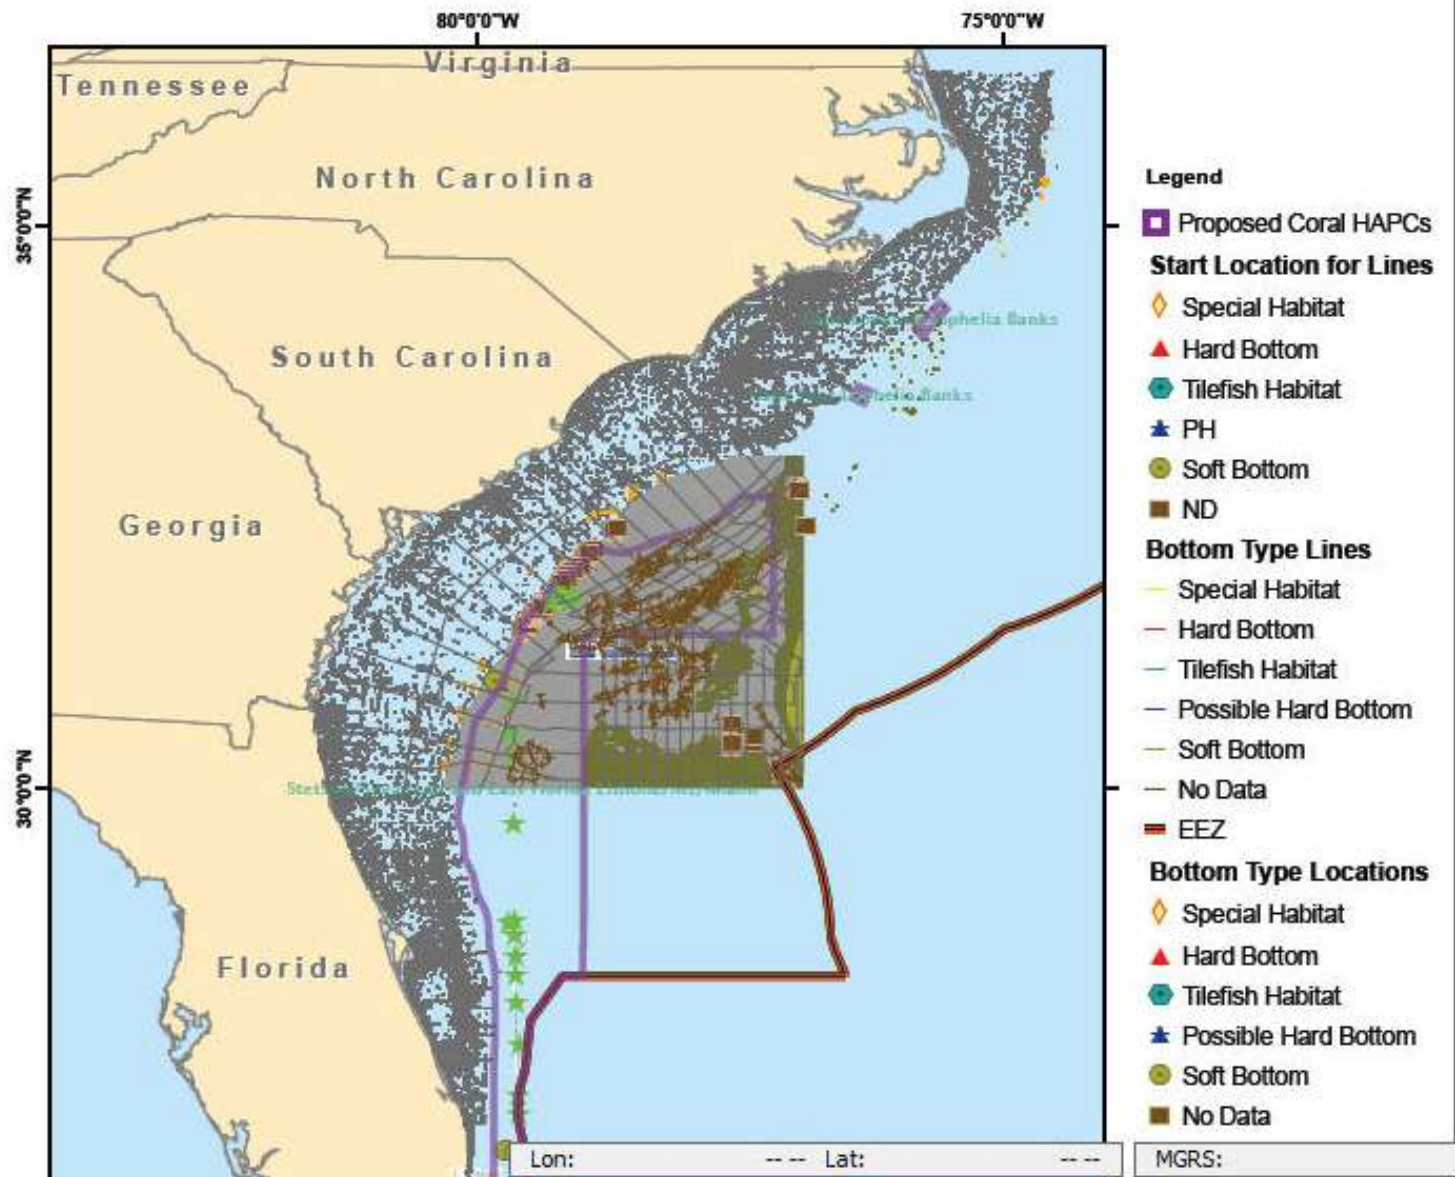 80°0'0"W
75°0'0"W
Virginia
Tennessee
North Carolina
35°0'0"N
South Carolina
Banks
Banks
Georgia
30°0'0"N
Florida
Legend
Proposed Coral HAPCs
Start Location for Lines
Special Habitat
Hard Bottom
Tilefish Habitat
PH
Soft Bottom
ND
Bottom Type Lines
Special Habitat
Hard Bottom
Tilefish Habitat
Possible Hard Bottom
Soft Bottom
No Data
EEZ
Bottom Type Locations
Special Habitat
Hard Bottom
Tilefish Habitat
Possible Hard Bottom
Soft Bottom
No Data
Lon: -- -- Lat: -- --
MGRS: